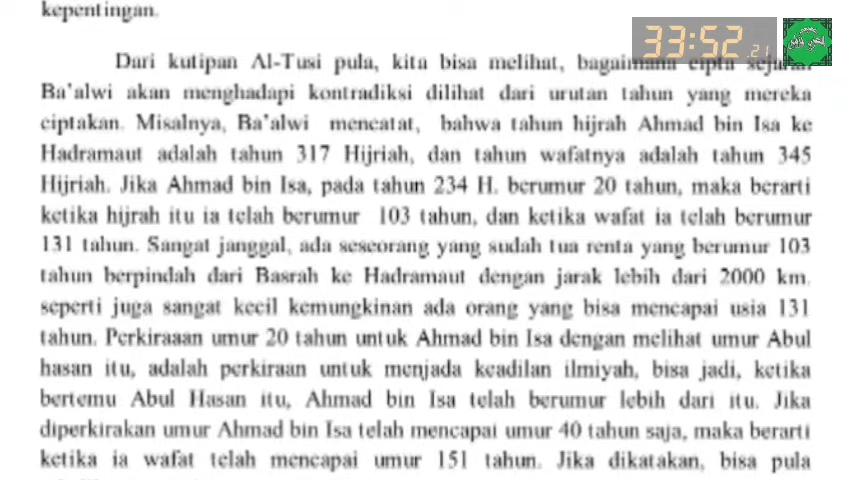 kepentingan.
33:52.21
Dari kutipan Al-Tusi pula, kita bisa melihat, bagaimana cipta sejarah
Ba'alwi akan menghadapi kontradiksi dilihat dari urutan tahun yang mereka
ciptakan. Misalnya, Ba'alwi mencatat, bahwa tahun hijrah Ahmad bin Isa ke
Hadramaut adalah tahun 317 Hijriah, dan tahun wafatnya adalah tahun 345
Hijriah. Jika Ahmad bin Isa, pada tahun 234 H. berumur 20 tahun, maka berarti
ketika hijrah itu ia telah berumur 103 tahun, dan ketika wafat ia telah berumur
131 tahun. Sangat janggal, ada seseorang yang sudah tua renta yang berumur 103
tahun berpindah dari Basrah ke Hadramaut dengan jarak lebih dari 2000 km.
seperti juga sangat kecil kemungkinan ada orang yang bisa mencapai usia 131
tahun. Perkiraaan umur 20 tahun untuk Ahmad bin Isa dengan melihat umur Abul
hasan itu, adalah perkiraan untuk menjada keadilan ilmiyah, bisa jadi, ketika
bertemu Abul Hasan itu, Ahmad bin Isa telah berumur lebih dari itu. Jika
diperkirakan umur Ahmad bin Isa telah mencapai umur 40 tahun saja, maka berarti
ketika ia wafat telah mencapai umur 151 tahun. Jika dikatakan, bisa pula